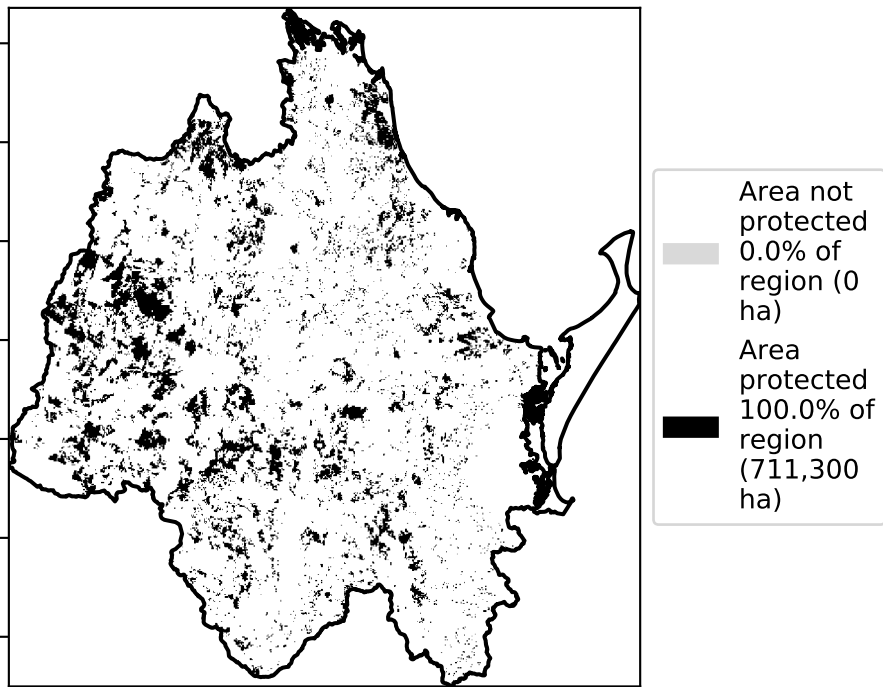 Area not
protected
0.0% of
region (0
ha)
Area
protected
100.0% of
region
(711,300
ha)